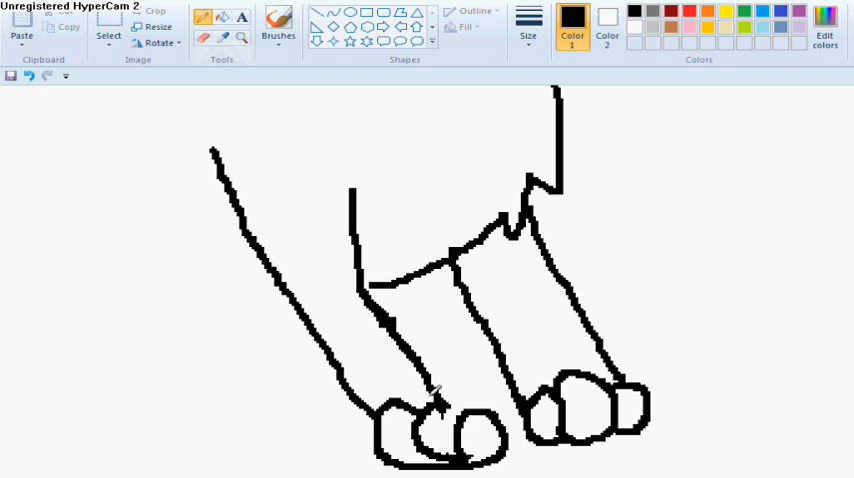 Unregistered HyperCam 2
Crop
Paste
Copy
Select
Resize
Rotate
A
Brushes
Outline
Fill
Size
Color 1
Color 2
Edit colors
Clipboard
Image
Tools
Shapes
Colors